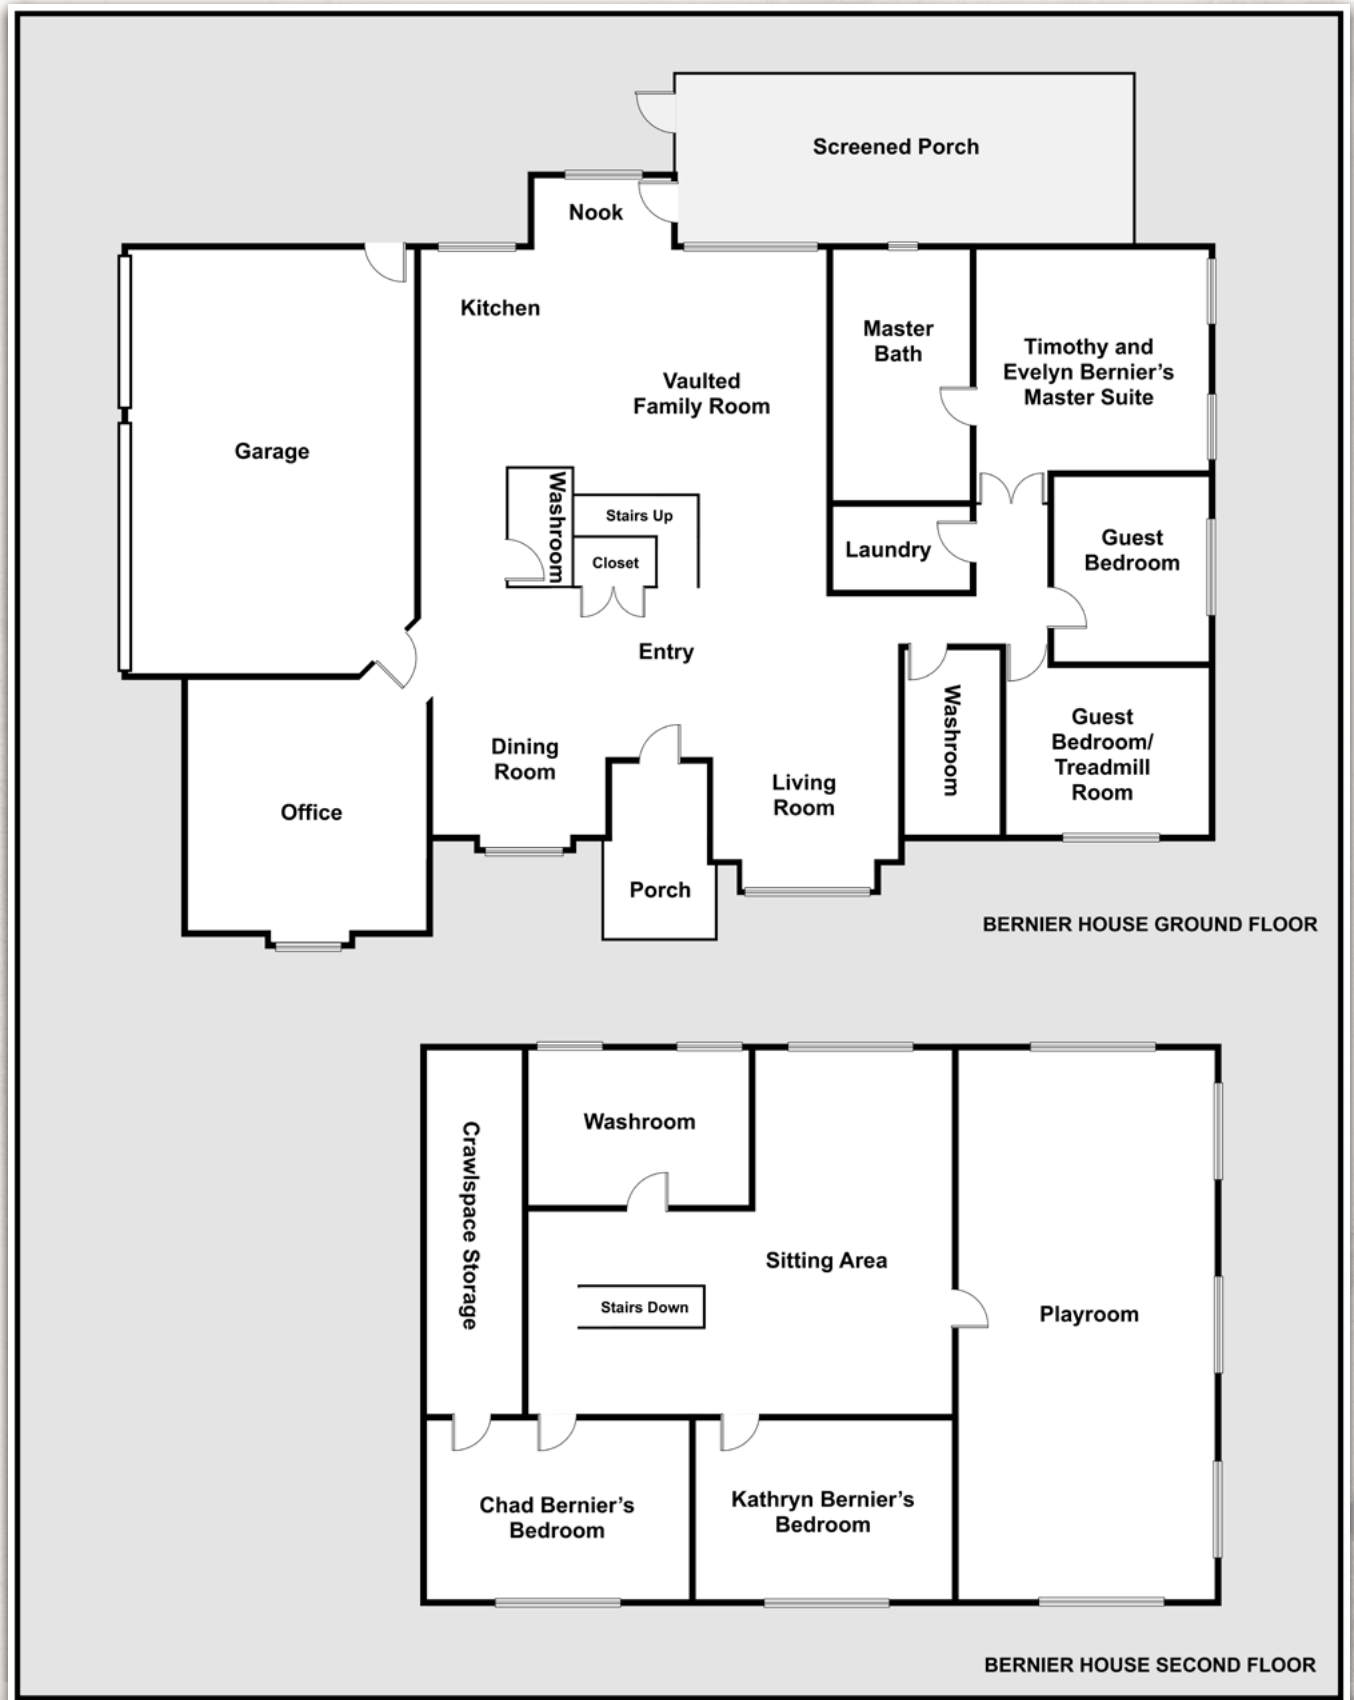 Screened Porch
Nook
Kitchen
Master
Bath
Timothy and
Evelyn Bernier’s
Master Suite
Vaulted
Family Room
Garage
Washroom
Stairs Up
Closet
Laundry
Guest
Bedroom
Entry
Washroom
Guest
Bedroom/
Treadmill
Room
Dining
Room
Living
Room
Office
Porch
BERNIER HOUSE GROUND FLOOR
Crawlspace Storage
Washroom
Sitting Area
Stairs Down
Playroom
Chad Bernier’s
Bedroom
Kathryn Bernier’s
Bedroom
BERNIER HOUSE SECOND FLOOR